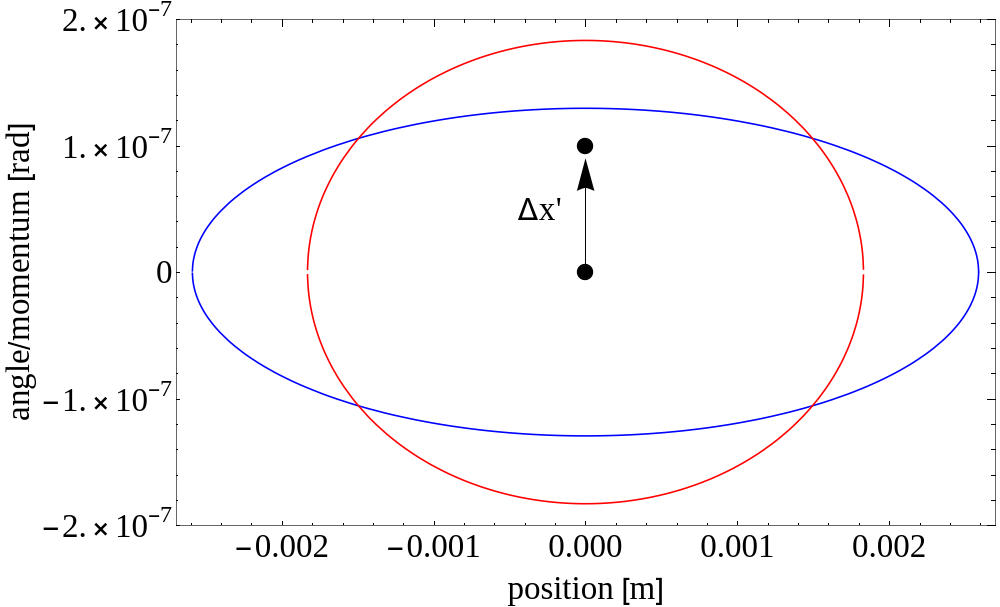 2.×10⁻⁷
1.×10⁻⁷
0
−1.×10⁻⁷
−2.×10⁻⁷
angle/momentum [rad]
Δx'
−0.002 −0.001 0.000 0.001 0.002
position [m]